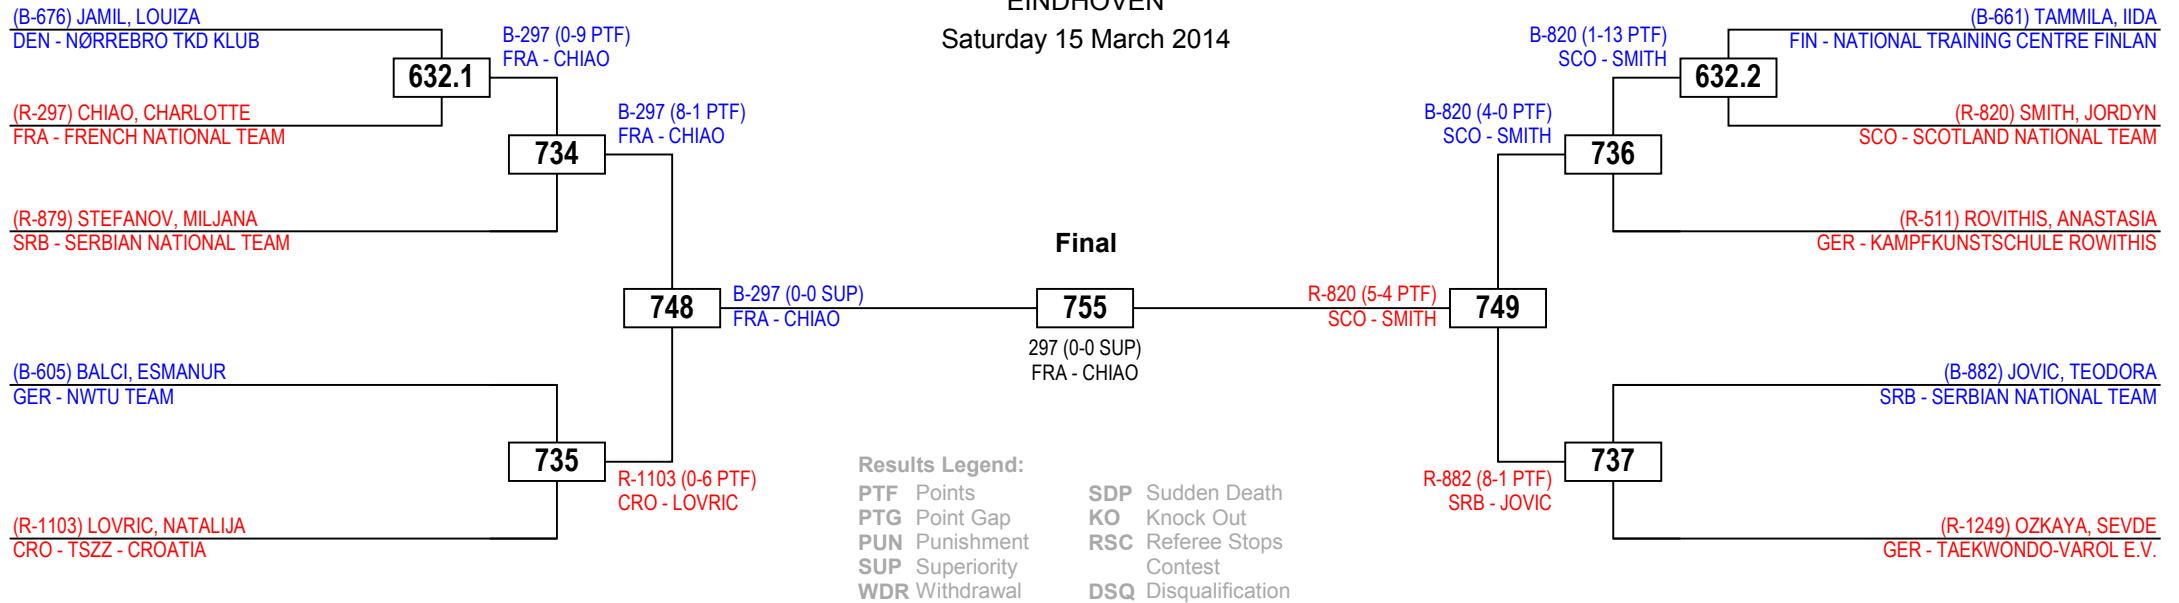 EINDHOVEN
Saturday 15 March 2014
(B-676) JAMIL, LOUIZA
DEN - NØRREBRO TKD KLUB
B-297 (0-9 PTF)
FRA - CHIAO
632.1
(R-297) CHIAO, CHARLOTTE
FRA - FRENCH NATIONAL TEAM
B-297 (8-1 PTF)
FRA - CHIAO
734
(R-879) STEFANOV, MILJANA
SRB - SERBIAN NATIONAL TEAM
748
B-297 (0-0 SUP)
FRA - CHIAO
(B-605) BALCI, ESMANUR
GER - NWTU TEAM
735
R-1103 (0-6 PTF)
CRO - LOVRIC
(R-1103) LOVRIC, NATALIJA
CRO - TSZZ - CROATIA
Final
755
297 (0-0 SUP)
FRA - CHIAO
(B-661) TAMMILA, IIDA
FIN - NATIONAL TRAINING CENTRE FINLAN
B-820 (1-13 PTF)
SCO - SMITH
632.2
(R-820) SMITH, JORDYN
SCO - SCOTLAND NATIONAL TEAM
B-820 (4-0 PTF)
SCO - SMITH
736
(R-511) ROVITHIS, ANASTASIA
GER - KAMPFKUNSTSCHULE ROWITHIS
R-820 (5-4 PTF)
SCO - SMITH
749
(B-882) JOVIC, TEODORA
SRB - SERBIAN NATIONAL TEAM
737
R-882 (8-1 PTF)
SRB - JOVIC
(R-1249) OZKAYA, SEVDE
GER - TAEKWONDO-VAROL E.V.
Results Legend:
PTF Points
PTG Point Gap
PUN Punishment
SUP Superiority
WDR Withdrawal
SDP Sudden Death
KO Knock Out
RSC Referee Stops
Contest
DSQ Disqualification